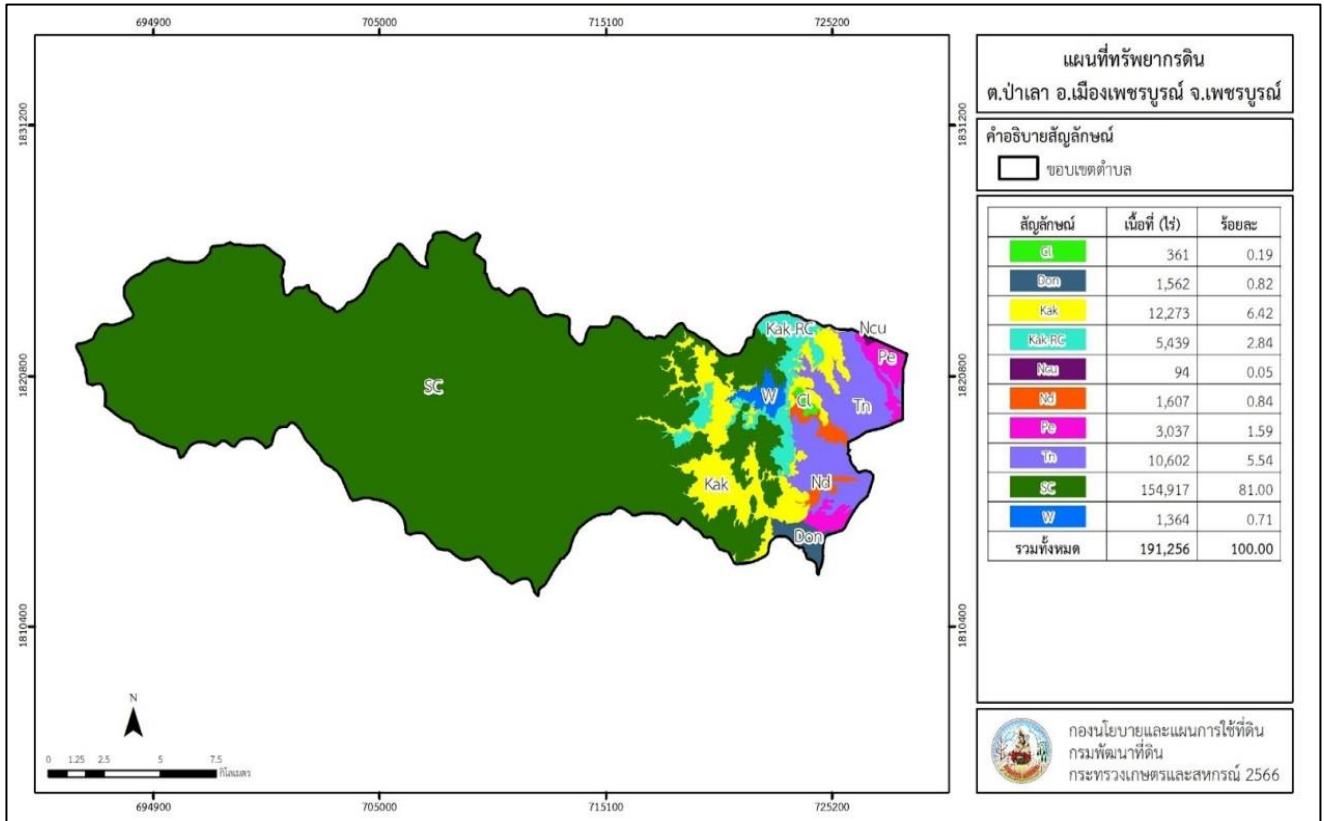 694900 705000 715100 725200
1831200 1831200
1820800 1820800
1810400 1810400
Kak-RC Ncu
Pe
SC W Cl Tn
Kak Nd
Don
N
0 1.25 2.5 5 7.5
กิโลเมตร
694900 705000 715100 725200
แผนที่ทรัพยากรดิน
ต.ป่าเลา อ.เมืองเพชรบูรณ์ จ.เพชรบูรณ์
คำอธิบายสัญลักษณ์
ขอบเขตตำบล
สัญลักษณ์ เนื้อที่ (ไร่) ร้อยละ
Cl 361 0.19
Don 1,562 0.82
Kak 12,273 6.42
Kak-RC 5,439 2.84
Ncu 94 0.05
Nd 1,607 0.84
Pe 3,037 1.59
Tn 10,602 5.54
SC 154,917 81.00
W 1,364 0.71
รวมทั้งหมด 191,256 100.00
กองนโยบายและแผนการใช้ที่ดิน
กรมพัฒนาที่ดิน
กระทรวงเกษตรและสหกรณ์ 2566